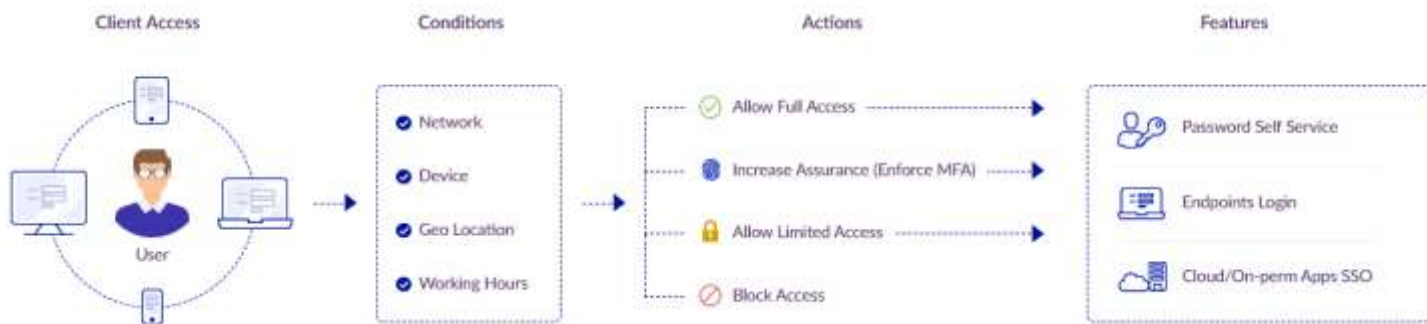 Client Access
Conditions
Actions
Features
User
Network
Device
Geo Location
Working Hours
Allow Full Access
Increase Assurance (Enforce MFA)
Allow Limited Access
Block Access
Password Self Service
Endpoints Login
Cloud/On-perm Apps SSO